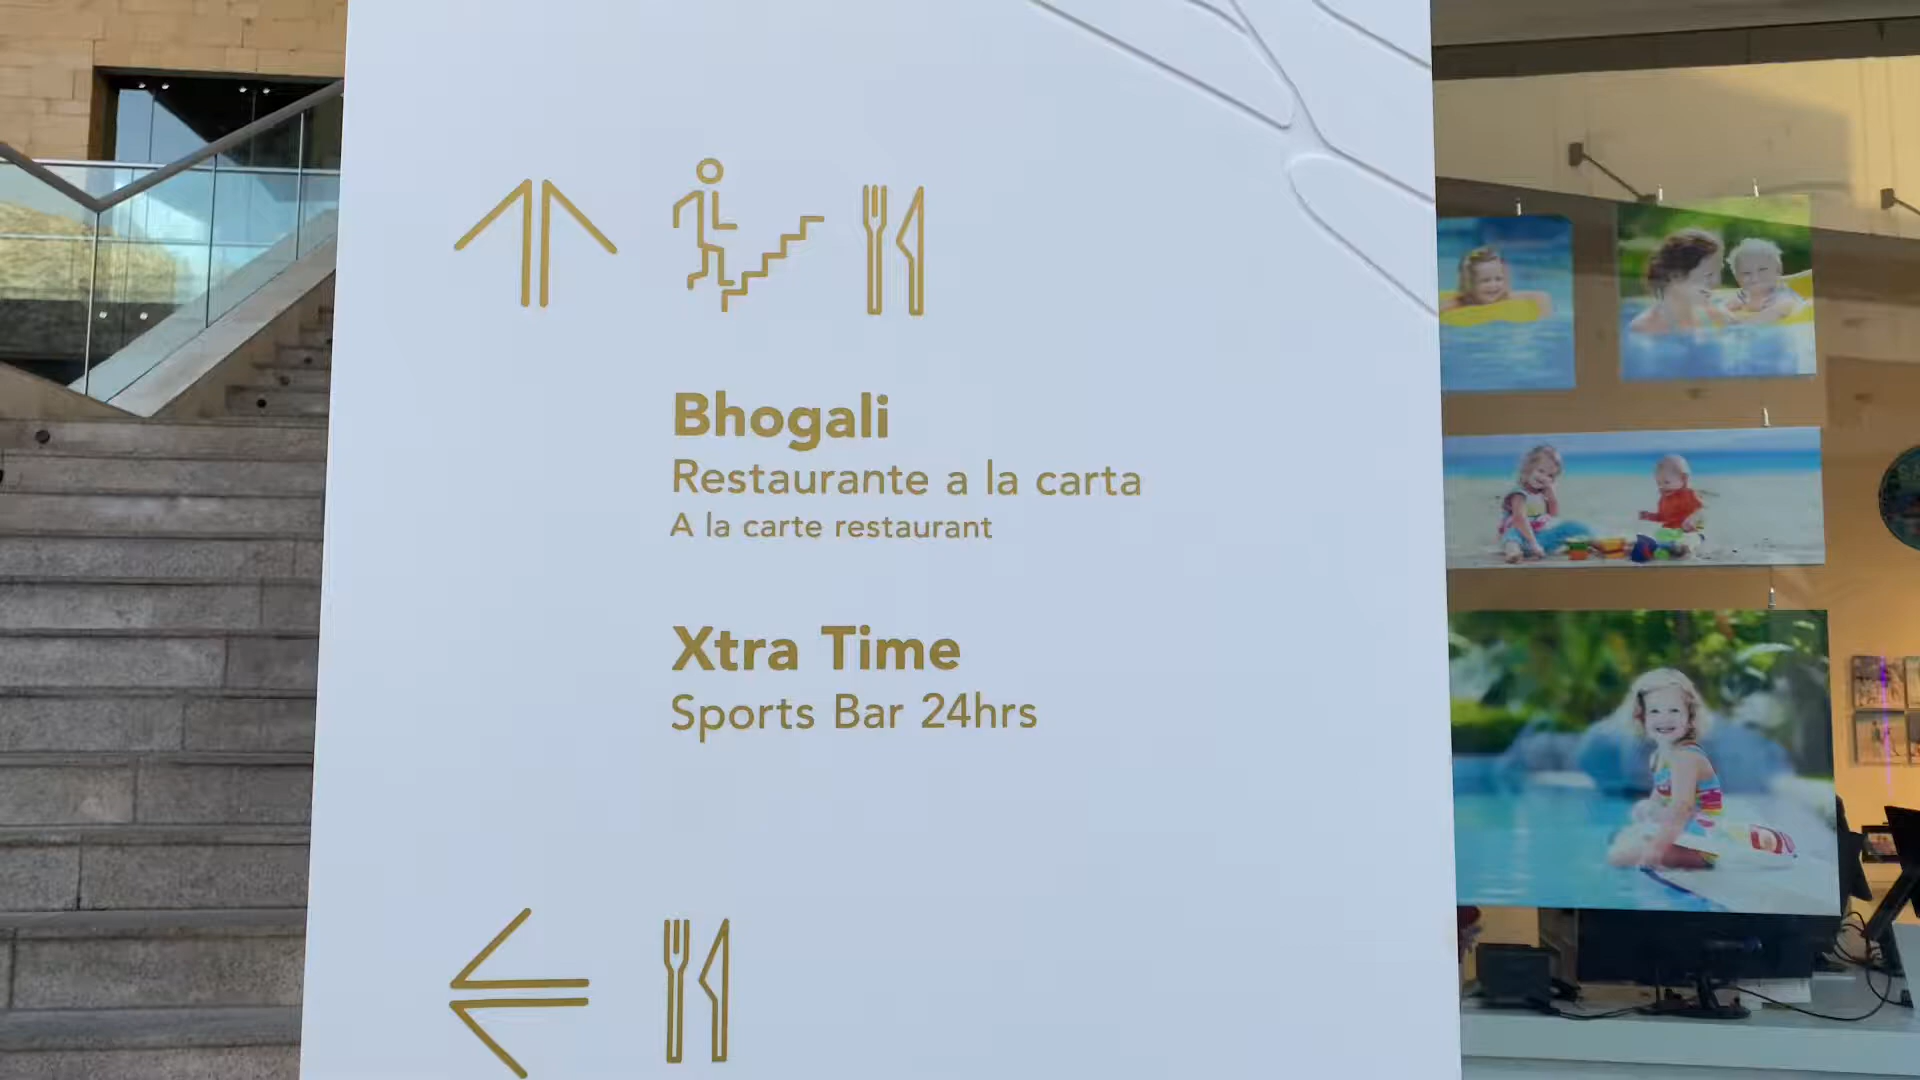 Bhogali
Restaurante a la carta
A la carte restaurant
Xtra Time
Sports Bar 24hrs